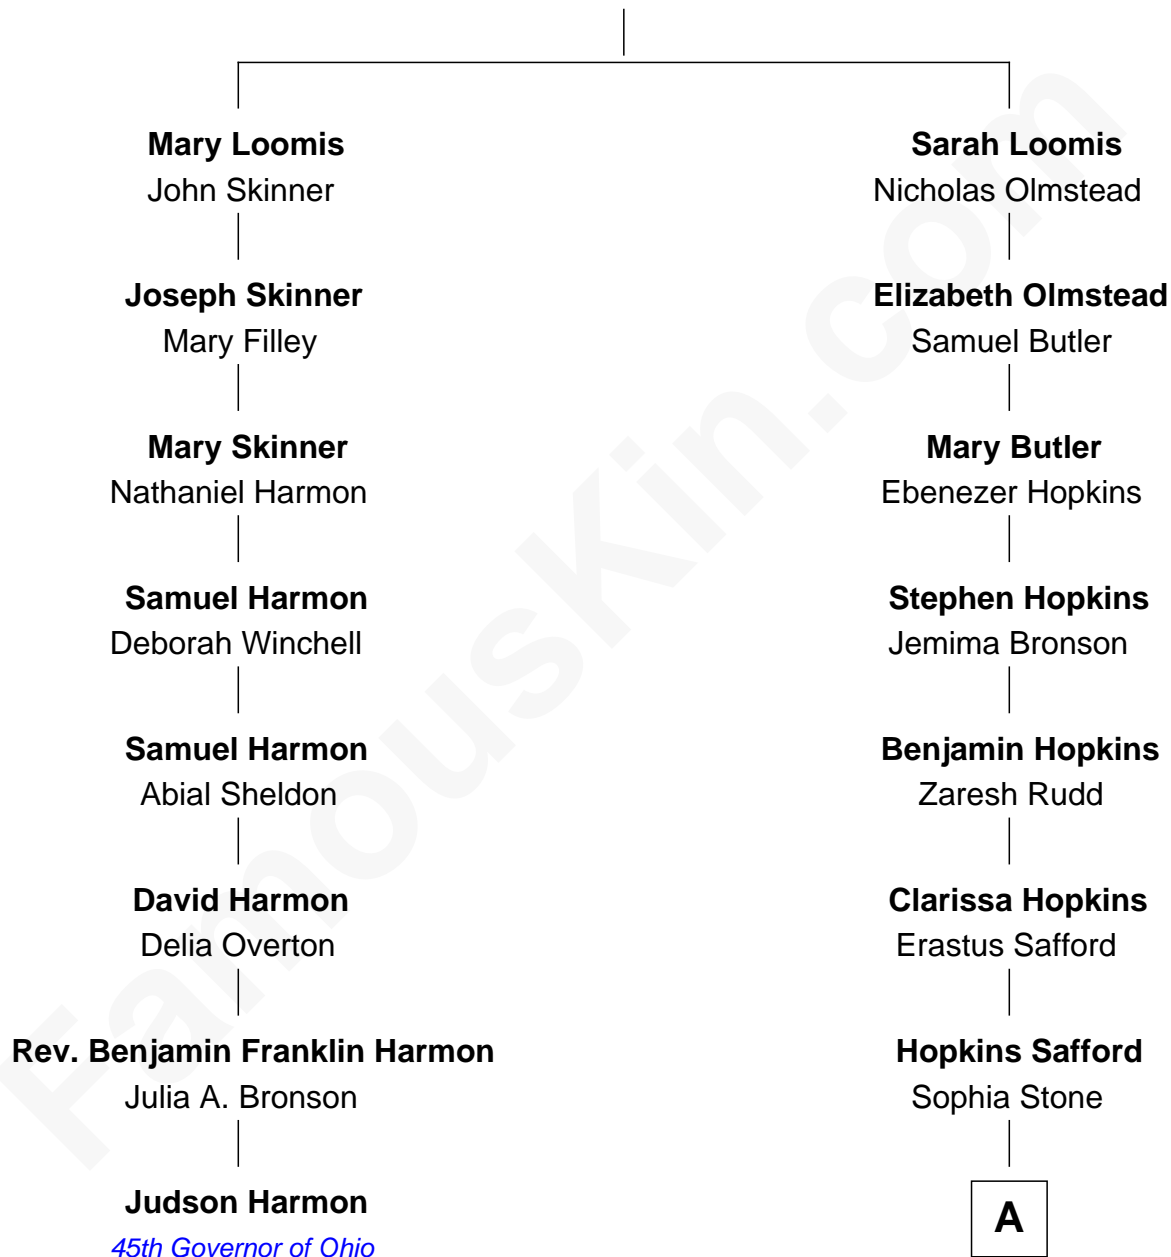 Mary Loomis
John Skinner
Sarah Loomis
Nicholas Olmstead
Joseph Skinner
Mary Filley
Elizabeth Olmstead
Samuel Butler
Mary Skinner
Nathaniel Harmon
Mary Butler
Ebenezer Hopkins
Samuel Harmon
Deborah Winchell
Stephen Hopkins
Jemima Bronson
Samuel Harmon
Abial Sheldon
Benjamin Hopkins
Zaresh Rudd
David Harmon
Delia Overton
Clarissa Hopkins
Erastus Safford
Rev. Benjamin Franklin Harmon
Julia A. Bronson
Hopkins Safford
Sophia Stone
Judson Harmon
45th Governor of Ohio
A
FamousKin.com